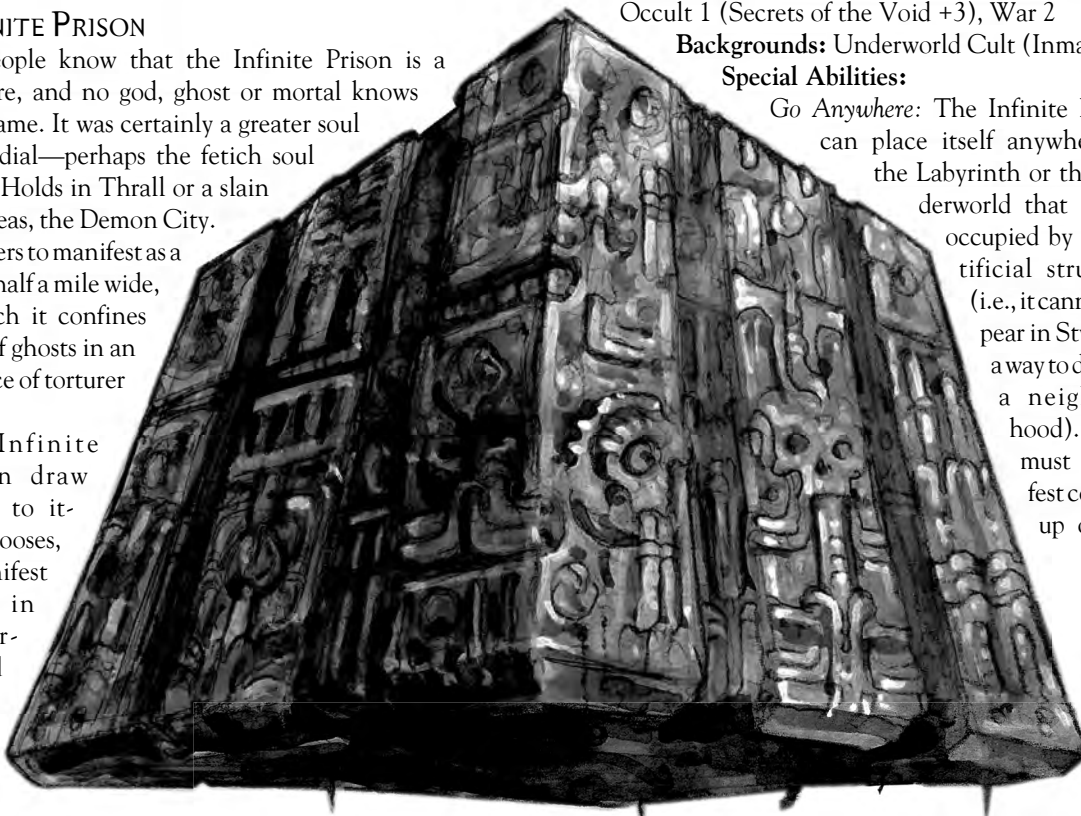 NITE PRISON
eople know that the Infinite Prison is a
re, and no god, ghost or mortal knows
ame. It was certainly a greater soul
dial—perhaps the fetich soul
Holds in Thrall or a slain
eas, the Demon City.
ers to manifest as a
half a mile wide,
ch it confines
f ghosts in an
ce of torturer
Infinite
n draw
to it-
ooses,
nifest
in
r-
Occult 1 (Secrets of the Void +3), War 2
Backgrounds: Underworld Cult (Inma
Special Abilities:
Go Anywhere: The Infinite
can place itself anywhe
the Labyrinth or th
derworld that
occupied by
tificial stru
(i.e., it cann
pear in Sty
a way to d
a neigh
hood).
must
fest co
up o